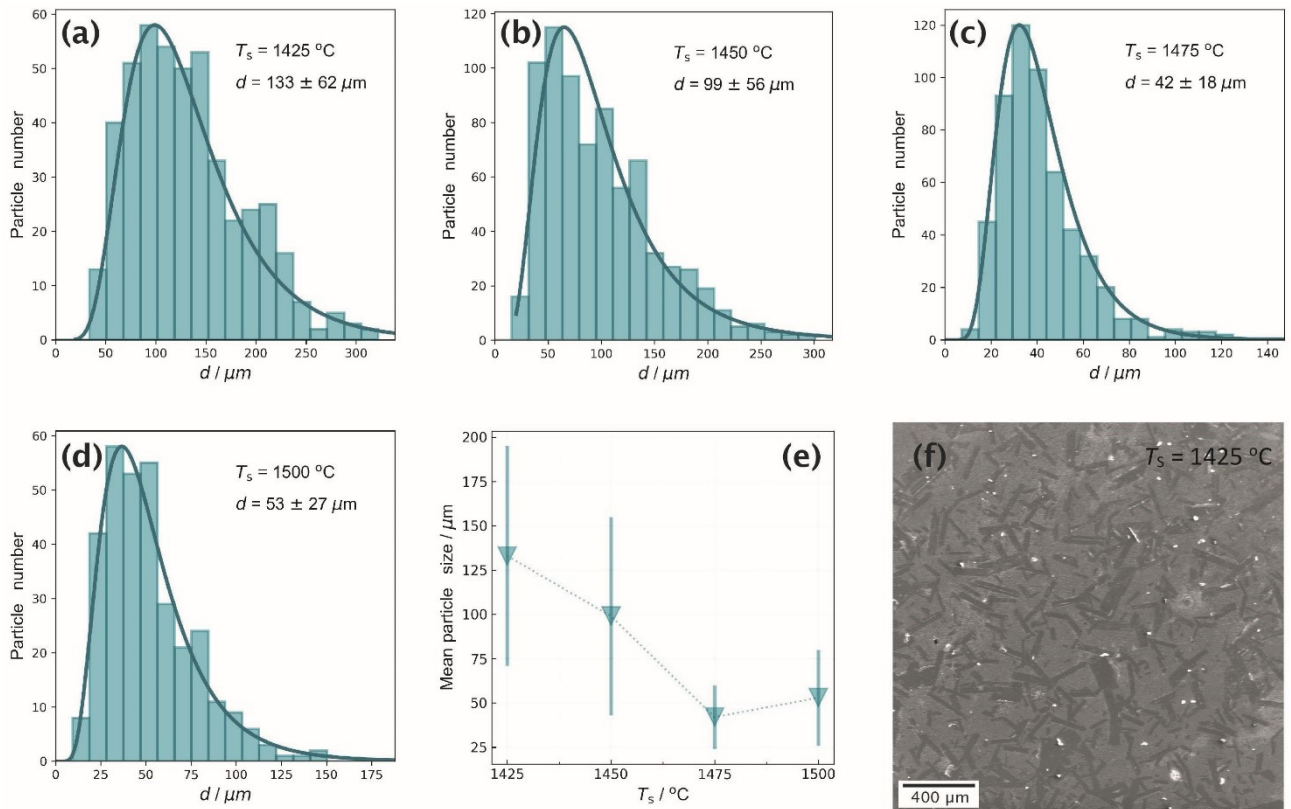 (a)
Ts = 1425 °C
d = 133 ± 62 μm
Particle number
60
50
40
30
20
10
0
0 50 100 150 200 250 300
d / μm
(b)
Ts = 1450 °C
d = 99 ± 56 μm
Particle number
120
100
80
60
40
20
0
0 50 100 150 200 250 300
d / μm
(c)
Ts = 1475 °C
d = 42 ± 18 μm
Particle number
120
100
80
60
40
20
0
0 20 40 60 80 100 120 140
d / μm
(d)
Ts = 1500 °C
d = 53 ± 27 μm
Particle number
60
50
40
30
20
10
0
0 25 50 75 100 125 150 175
d / μm
(e)
Mean particle size / μm
200
175
150
125
100
75
50
25
1425 1450 1475 1500
Ts / °C
(f)
Ts = 1425 °C
400 μm